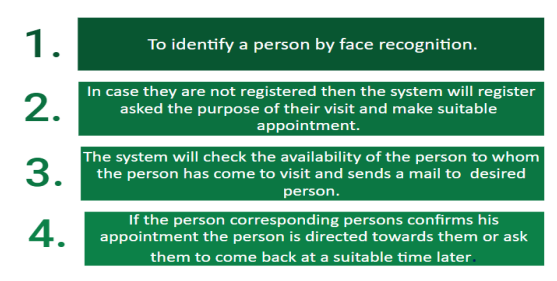 1.
To identify a person by face recognition.
2.
In case they are not registered then the system will register
asked the purpose of their visit and make suitable
appointment.
3.
The system will check the availability of the person to whom
the person has come to visit and sends a mail to desired
person.
4.
If the person corresponding persons confirms his
appointment the person is directed towards them or ask
them to come back at a suitable time later.